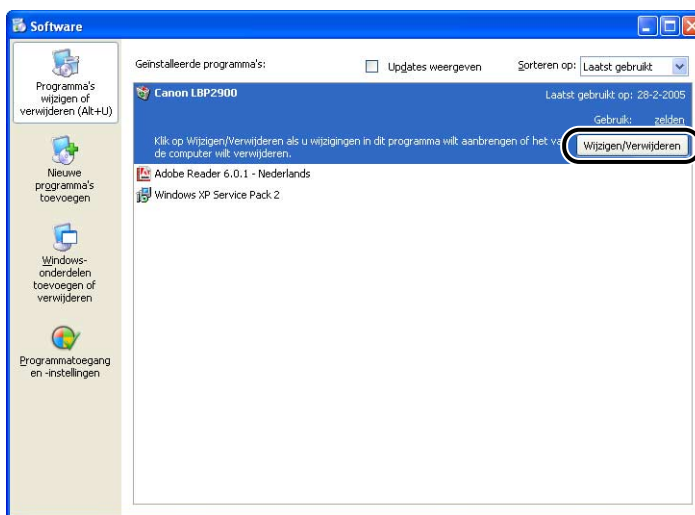 Software
Programma's
wijzigen of
verwijderen (Alt+U)
Nieuwe
programma's
toevoegen
Windows-
onderdelen
toevoegen of
verwijderen
Programmatoegang
en -instellingen
Geïnstalleerde programma's:
Updates weergeven
Sorteren op:
Laatst gebruikt
Canon LBP2900
Laatst gebruikt op: 28-2-2005
Gebruik: zelden
Klik op Wijzigen/Verwijderen als u wijzigingen in dit programma wilt aanbrengen of het va
de computer wilt verwijderen.
Wijzigen/Verwijderen
Adobe Reader 6.0.1 - Nederlands
Windows XP Service Pack 2